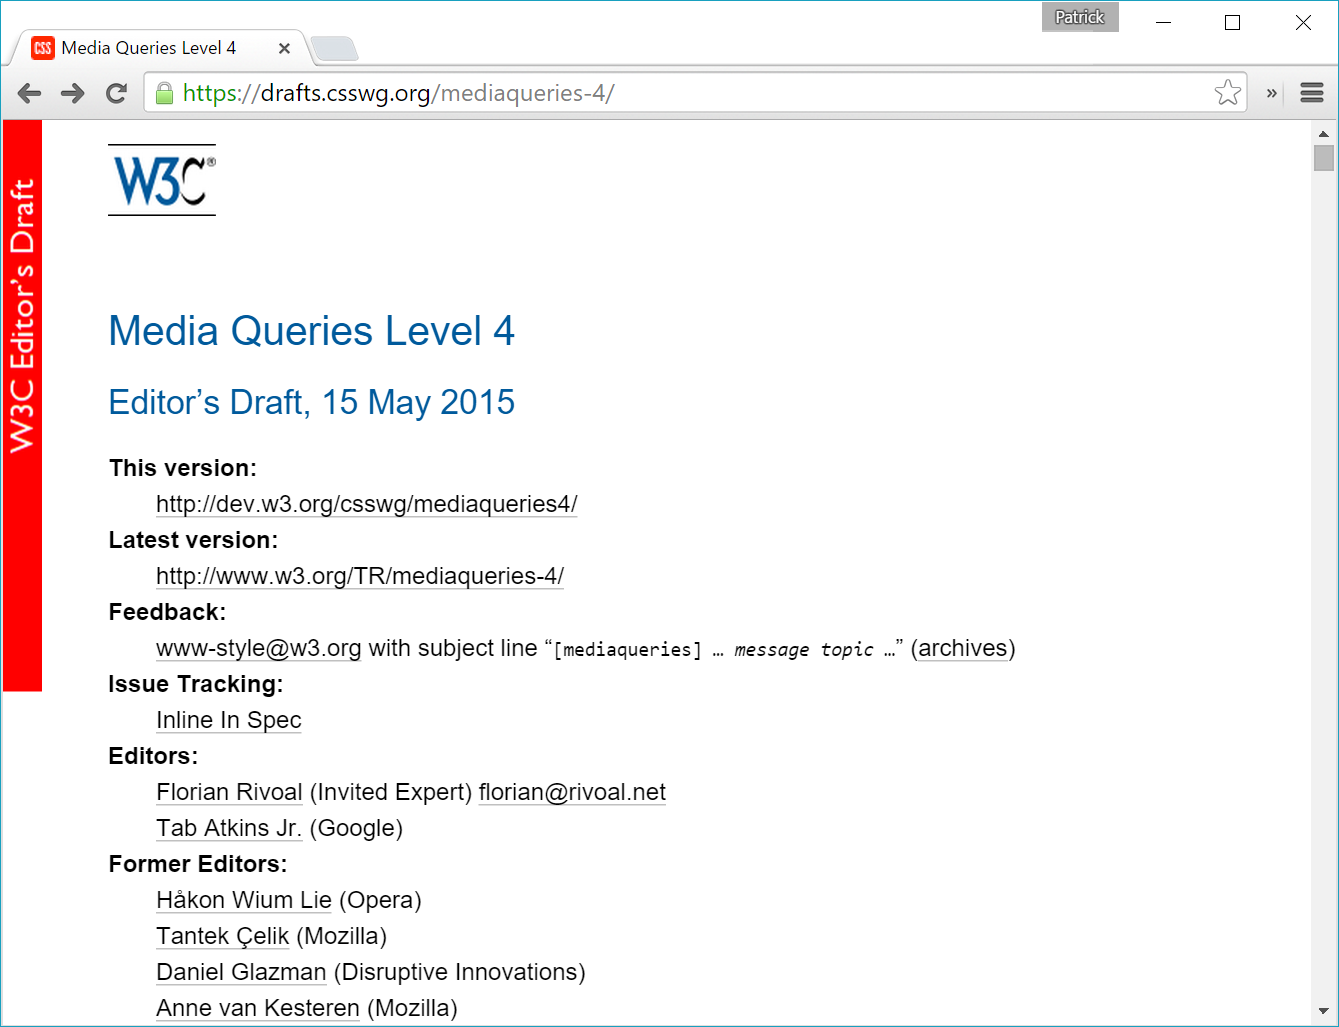 Patrick
CSS Media Queries Level 4
https://drafts.csswg.org/mediaqueries-4/
»
W3C Editor’s Draft
W3C®
Media Queries Level 4
Editor’s Draft, 15 May 2015
This version:
http://dev.w3.org/csswg/mediaqueries4/
Latest version:
http://www.w3.org/TR/mediaqueries-4/
Feedback:
www-style@w3.org with subject line “[mediaqueries] … message topic …” (archives)
Issue Tracking:
Inline In Spec
Editors:
Florian Rivoal (Invited Expert) florian@rivoal.net
Tab Atkins Jr. (Google)
Former Editors:
Håkon Wium Lie (Opera)
Tantek Çelik (Mozilla)
Daniel Glazman (Disruptive Innovations)
Anne van Kesteren (Mozilla)